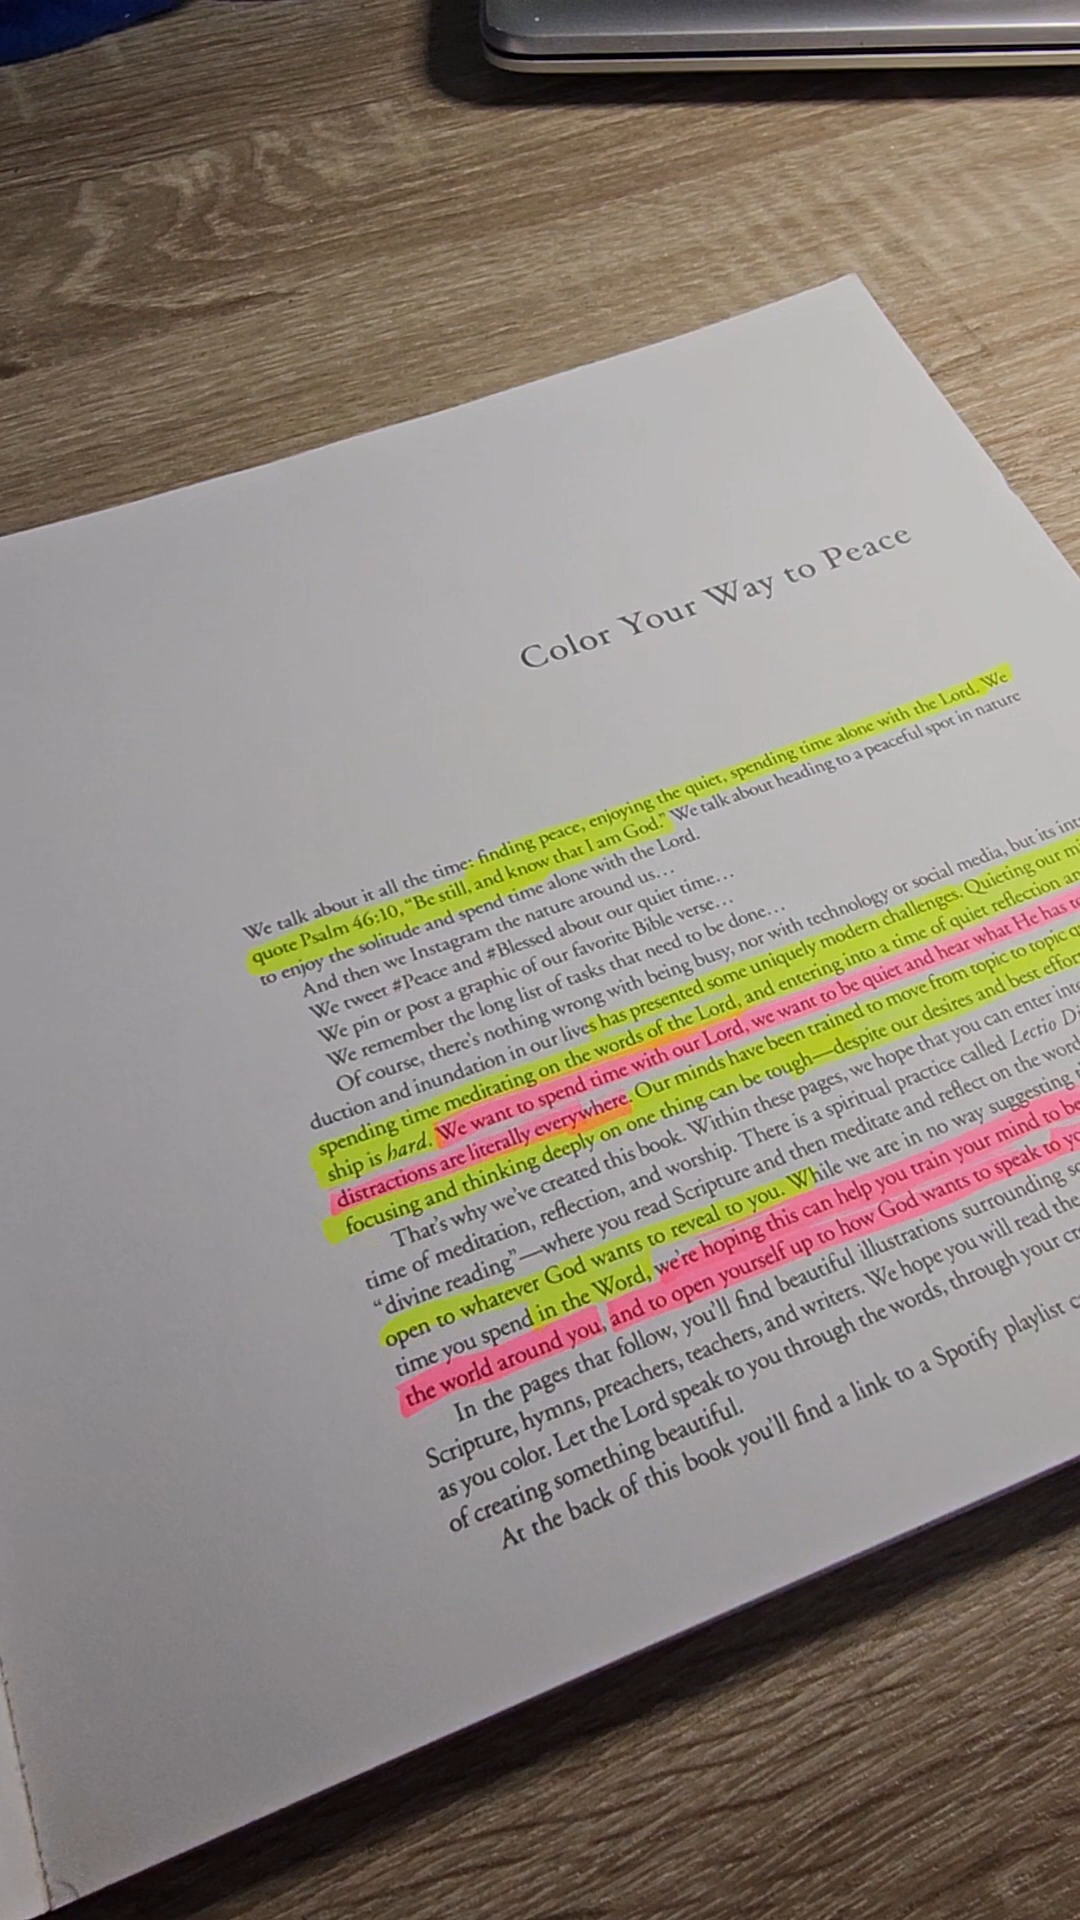 Color Your Way to Peace
We talk about it all the time: finding peace, enjoying the quiet, spending time alone with the Lord. We
quote Psalm 46:10, “Be still, and know that I am God.” We talk about heading to a peaceful spot in nature
to enjoy the solitude and spend time alone with the Lord.
And then we Instagram the nature around us…
We tweet #Peace and #Blessed about our quiet time…
We pin or post a graphic of our favorite Bible verse…
We remember the long list of tasks that need to be done…
Of course, there’s nothing wrong with being busy, nor with technology or social media, but its
duction and inundation in our lives has presented some uniquely modern challenges. Quieting our
spending time meditating on the words of the Lord, and entering into a time of quiet reflection
ship is hard. We want to spend time with our Lord, we want to be quiet and hear what He has
distractions are literally everywhere. Our minds have been trained to move from topic to topic
focusing and thinking deeply on one thing can be tough—despite our desires and best
That’s why we’ve created this book. Within these pages, we hope that you can enter
time of meditation, reflection, and worship. There is a spiritual practice called Lectio
“divine reading”—where you read Scripture and then meditate and reflect on the
open to whatever God wants to reveal to you. While we are in no way suggesting
time you spend in the Word, we’re hoping this can help you train your mind to
the world around you, and to open yourself up to how God wants to speak to
In the pages that follow, you’ll find beautiful illustrations surrounding
Scripture, hymns, preachers, teachers, and writers. We hope you will read the
as you color. Let the Lord speak to you through the words, through your
of creating something beautiful.
At the back of this book you’ll find a link to a Spotify playlist